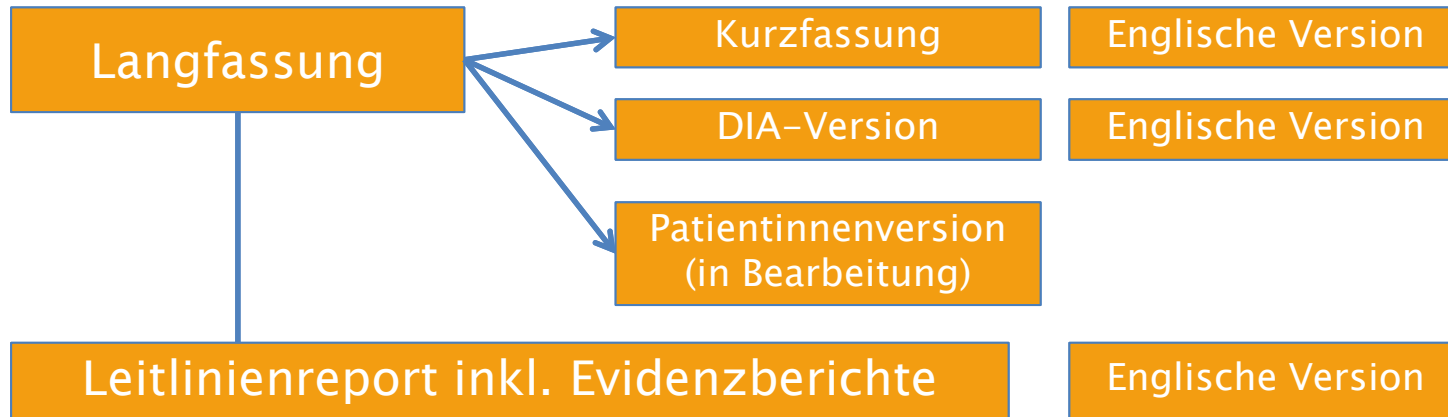 Langfassung
Kurzfassung
Englische Version
DIA-Version
Englische Version
Patientinnenversion
(in Bearbeitung)
Leitlinienreport inkl. Evidenzberichte
Englische Version